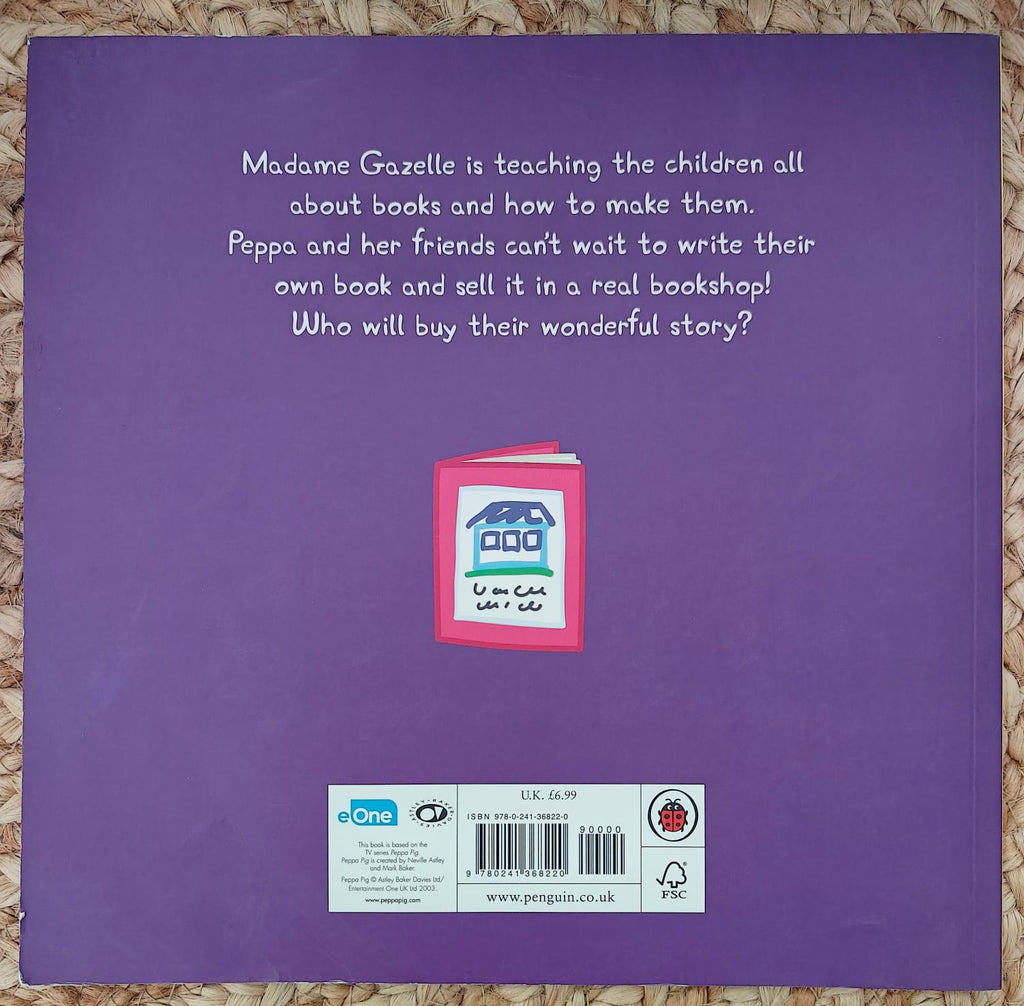 Madame Gazelle is teaching the children all
about books and how to make them.
Peppa and her friends can't wait to write their
own book and sell it in a real bookshop!
Who will buy their wonderful story?
eOne
ASTLEY·BAKER·DAVIES
This book is based on the
TV series Peppa Pig.
Peppa Pig is created by Neville Astley
and Mark Baker.
Peppa Pig © Astley Baker Davies Ltd/
Entertainment One UK Ltd 2003.
www.peppapig.com
U.K. £6.99
ISBN 978-0-241-36822-0
90000
9 780241 368220
www.penguin.co.uk
FSC